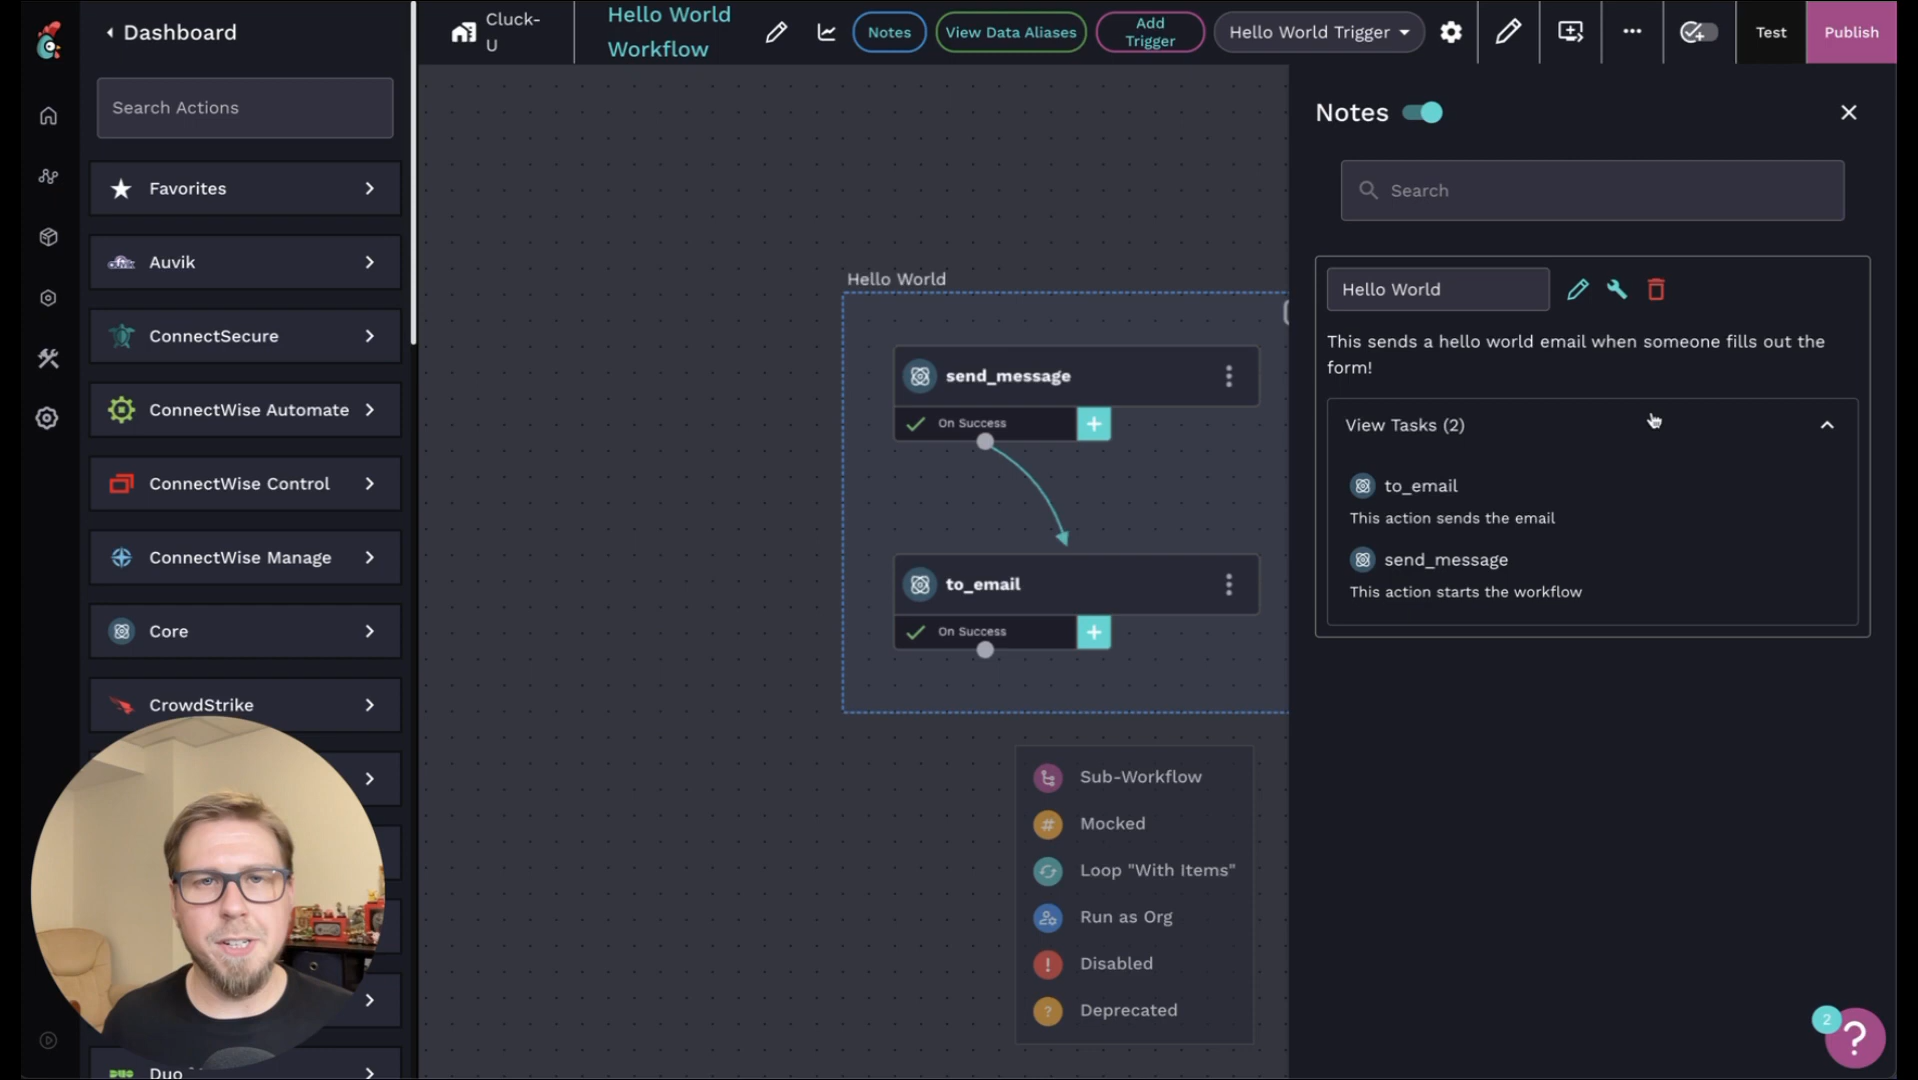 Dashboard
Cluck-
U
Hello World
Workflow
Notes
View Data Aliases
Add
Trigger
Hello World Trigger
Test
Publish
Search Actions
Favorites
Auvik
ConnectSecure
ConnectWise Automate
ConnectWise Control
ConnectWise Manage
Core
CrowdStrike
Duo
Hello World
send_message
On Success
to_email
On Success
Sub-Workflow
Mocked
Loop "With Items"
Run as Org
Disabled
Deprecated
Notes
Search
Hello World
This sends a hello world email when someone fills out the
form!
View Tasks (2)
to_email
This action sends the email
send_message
This action starts the workflow
2